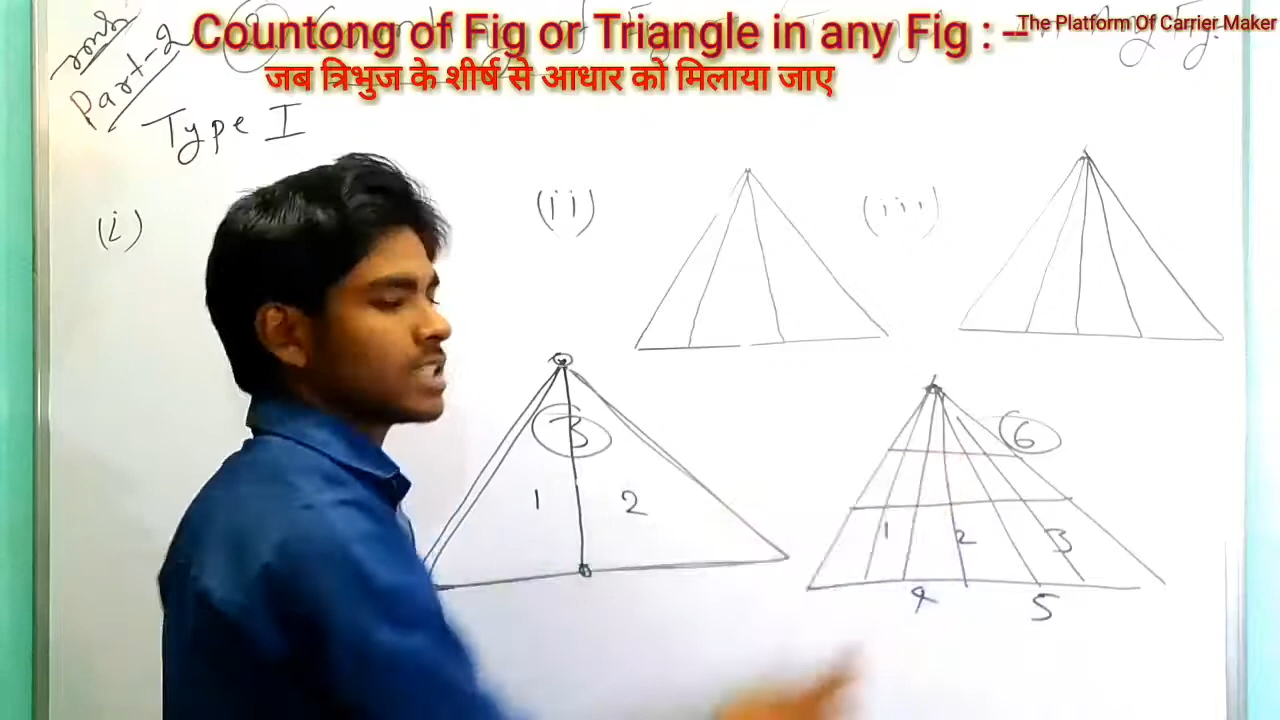 Countong of Fig or Triangle in any Fig : --
The Platform Of Carrier Maker
जब त्रिभुज के शीर्ष से आधार को मिलाया जाए
Part-2
Type I
(i)
(ii)
(iii)
3
6
1 2
1 2 3
4 5